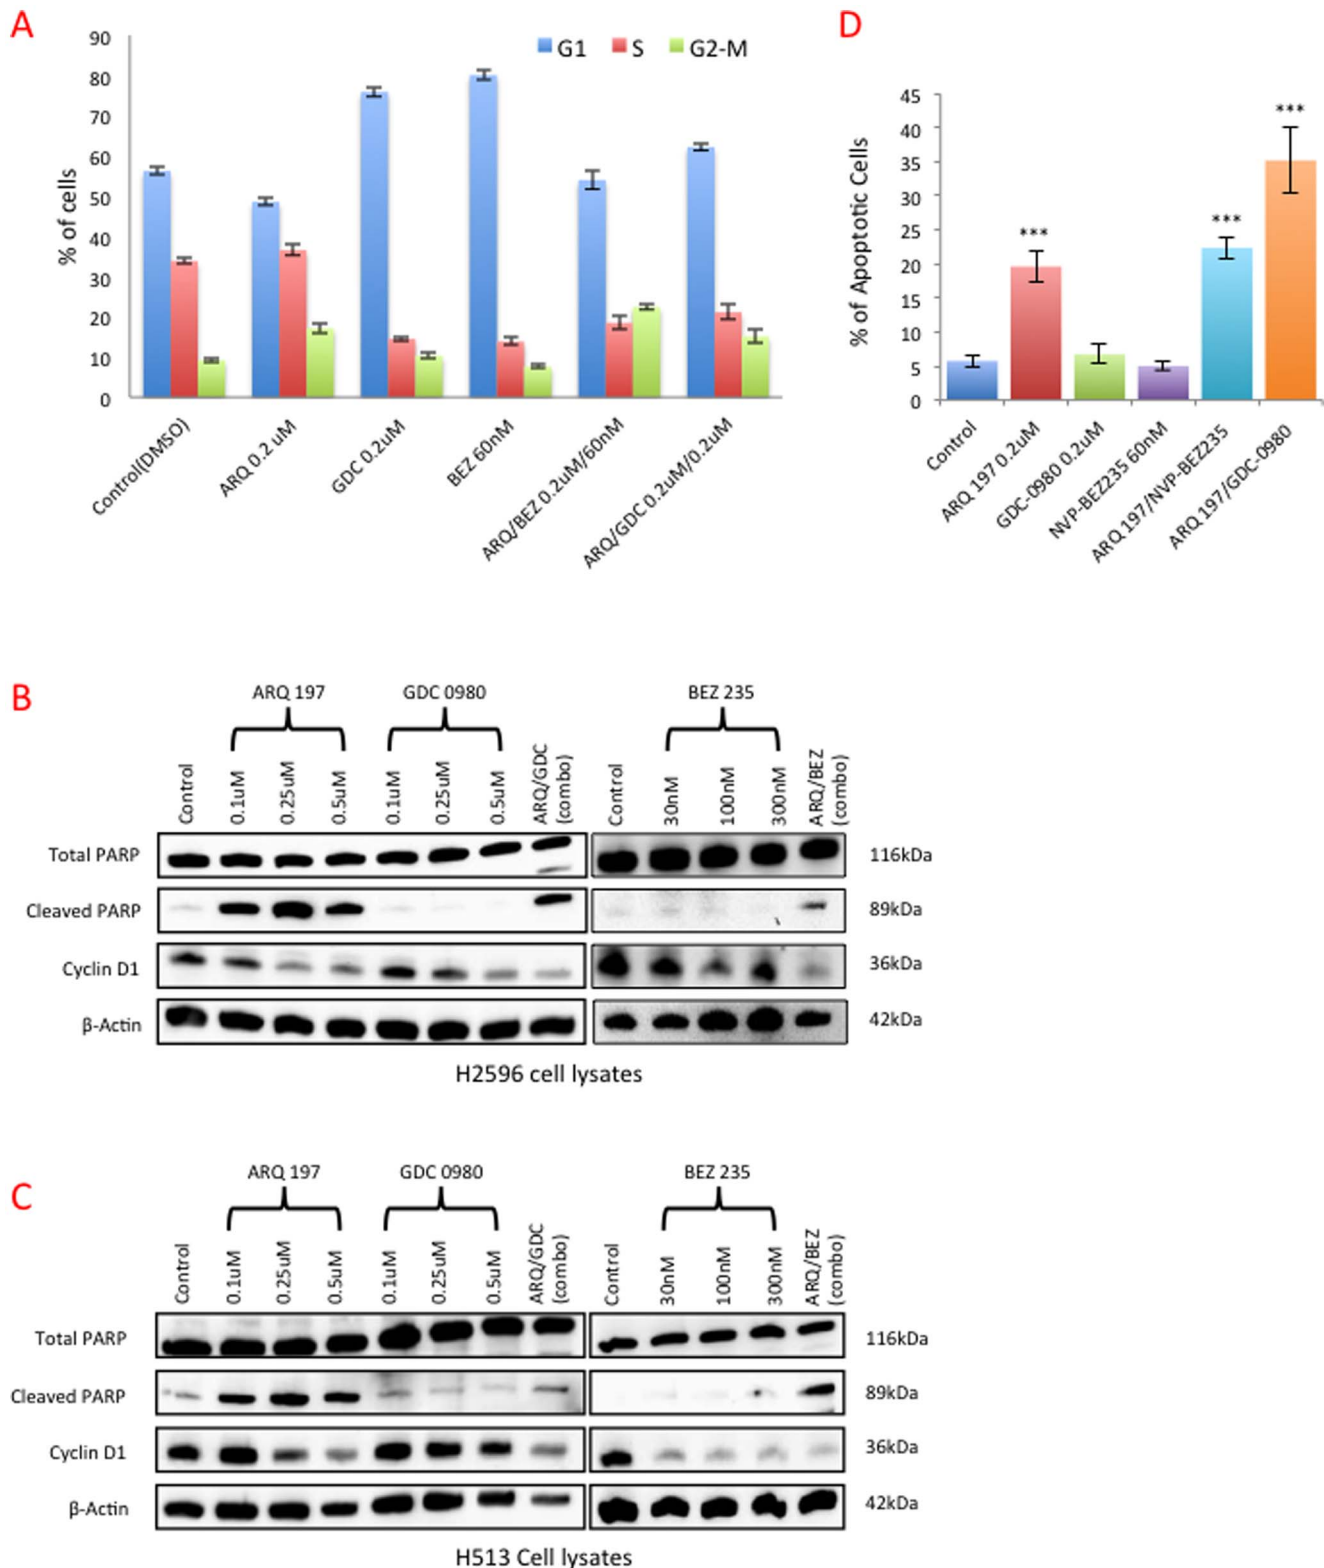 A
90
80
70
60
50
40
30
20
10
0
% of cells
G1 S G2-M
Control(DMSO)
ARQ 0.2 uM
GDC 0.2uM
BEZ 60nM
ARQ/BEZ 0.2uM/60nM
ARQ/GDC 0.2uM/0.2uM
D
45
40
35
30
25
20
15
10
5
0
% of Apoptotic Cells
***
***
***
Control
ARQ 197 0.2uM
GDC-0980 0.2uM
NVP-BEZ235 60nM
ARQ 197/NVP-BEZ235
ARQ 197/GDC-0980
B
ARQ 197 GDC 0980 BEZ 235
Control
0.1uM
0.25uM
0.5uM
0.1uM
0.25uM
0.5uM
ARQ/GDC
(combo)
Control
30nM
100nM
300nM
ARQ/BEZ
(combo)
Total PARP 116kDa
Cleaved PARP 89kDa
Cyclin D1 36kDa
β-Actin 42kDa
H2596 cell lysates
C
ARQ 197 GDC 0980 BEZ 235
Control
0.1uM
0.25uM
0.5uM
0.1uM
0.25uM
0.5uM
ARQ/GDC
(combo)
Control
30nM
100nM
300nM
ARQ/BEZ
(combo)
Total PARP 116kDa
Cleaved PARP 89kDa
Cyclin D1 36kDa
β-Actin 42kDa
H513 Cell lysates